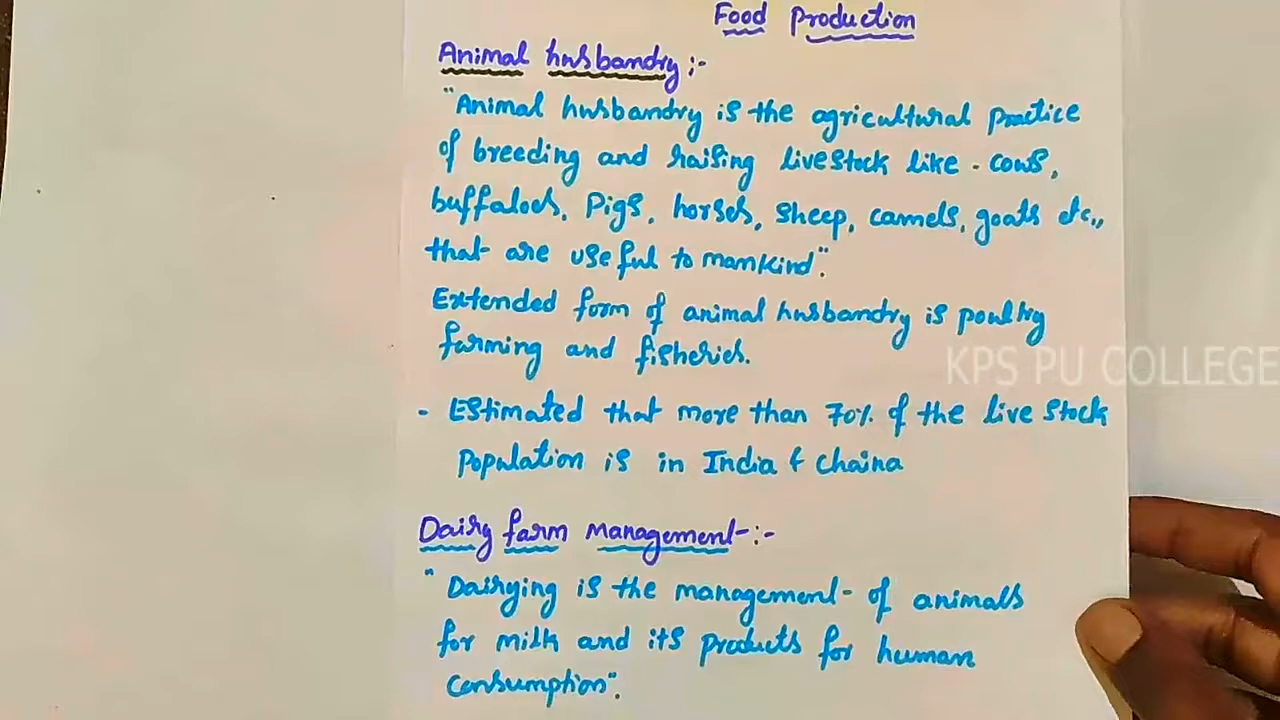 Food Production
Animal husbandry :-
"Animal husbandry is the agricultural practice
of breeding and raising livestock like - cows,
buffaloes, Pigs, horses, Sheep, camels, goats etc.,
that are useful to mankind".
Extended form of animal husbandry is poultry
farming and fisheries.
KPS PU COLLEGE
- Estimated that more than 70% of the live stock
population is in India & Chaina
Dairy farm management :-
"Dairying is the management of animals
for milk and its products for human
consumption".